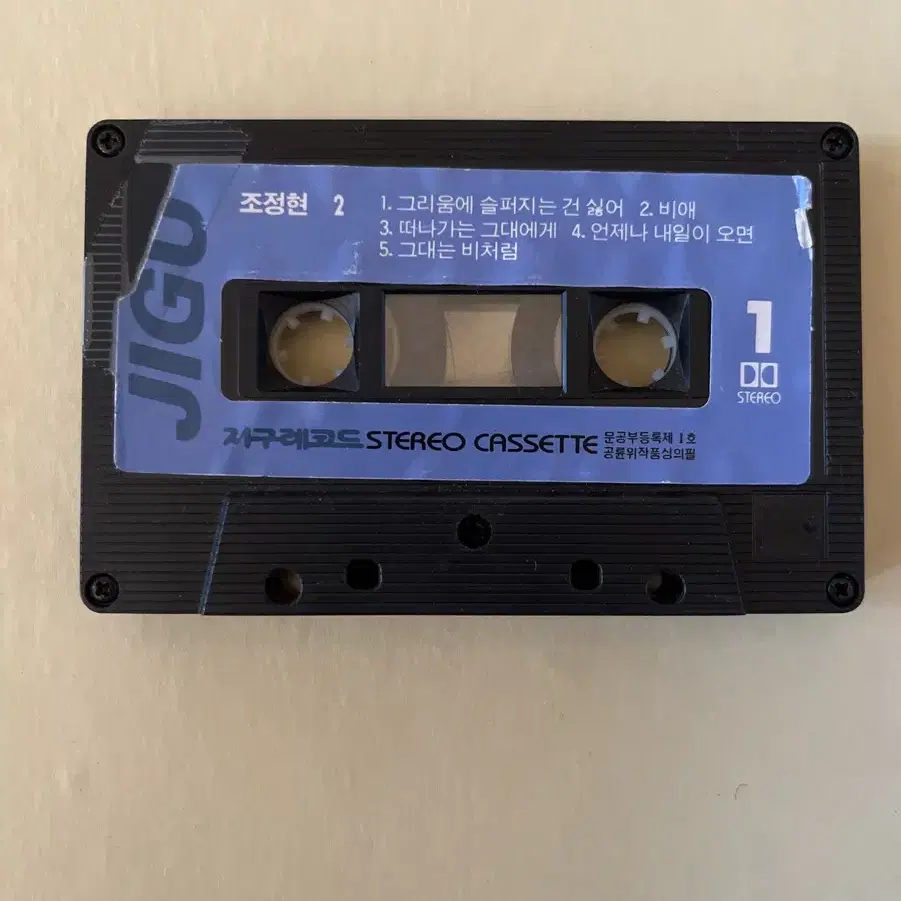 JIGU
조정현 2
1. 그리움에 슬퍼지는 건 싫어 2. 비애
3. 떠나가는 그대에게 4. 언제나 내일이 오면
5. 그대는 비처럼
1
STEREO
지구레코드 STEREO CASSETTE
문공부등록제 1호
공륜위작품심의필